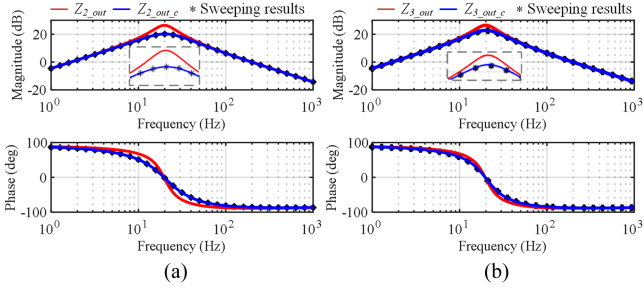 Z2_out Z2_out_c * Sweeping results
Magnitude (dB)
20
0
-20
10^0 10^1 10^2 10^3
Frequency (Hz)
Phase (deg)
100
0
-100
10^0 10^1 10^2 10^3
Frequency (Hz)
(a)
Z3_out Z3_out_c * Sweeping results
Magnitude (dB)
20
0
-20
10^0 10^1 10^2 10^3
Frequency (Hz)
Phase (deg)
100
0
-100
10^0 10^1 10^2 10^3
Frequency (Hz)
(b)